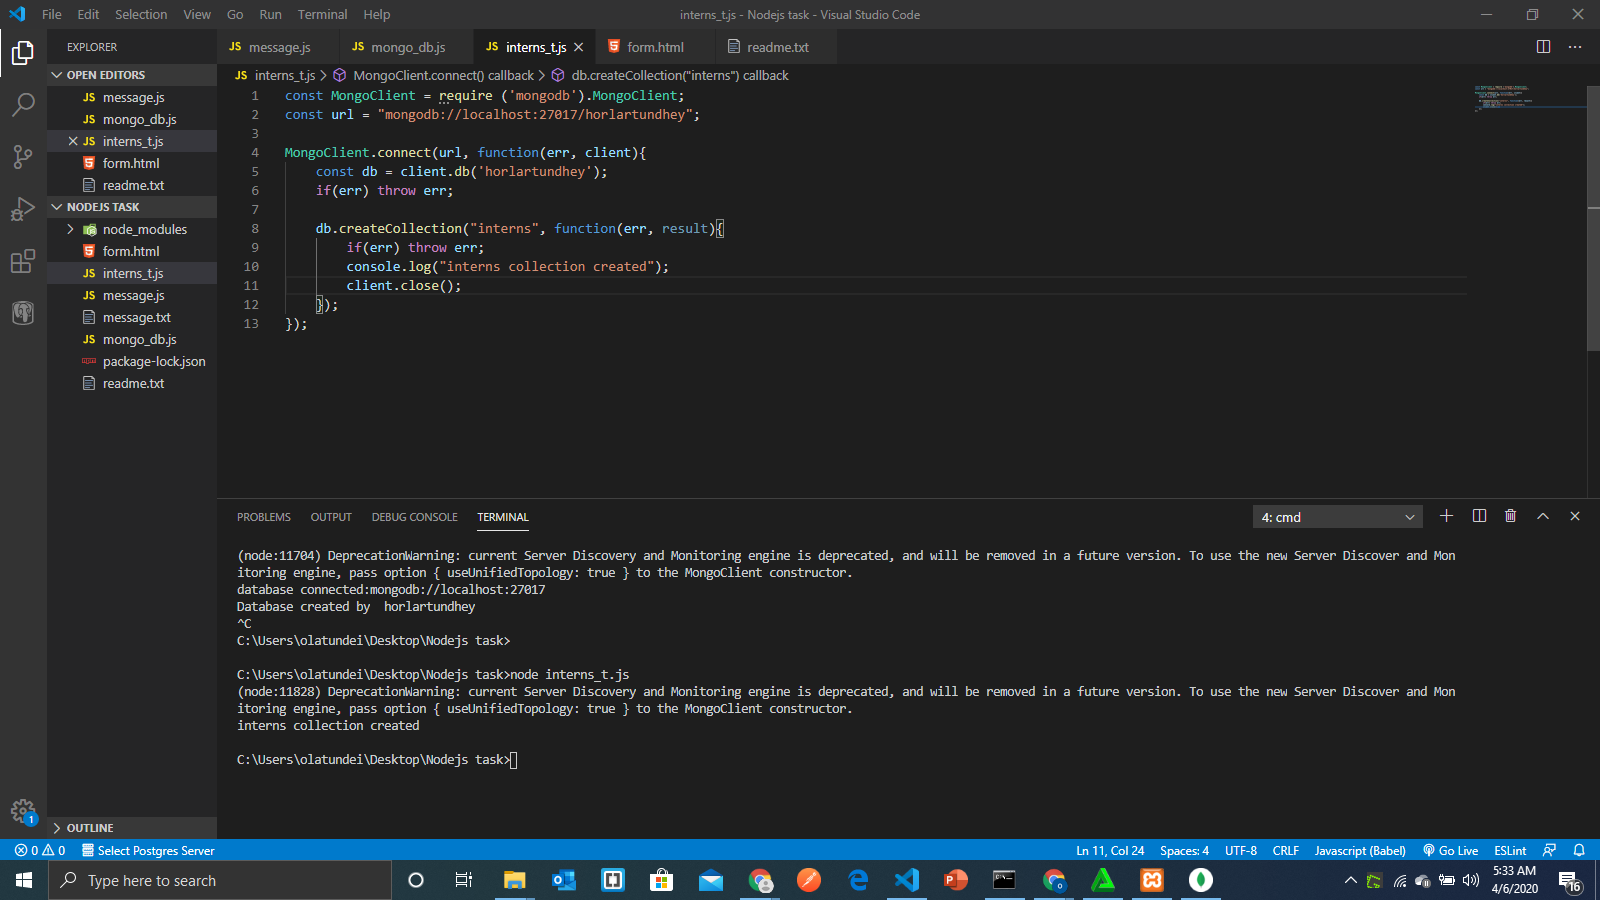 File Edit Selection View Go Run Terminal Help
interns_t.js - Nodejs task - Visual Studio Code
EXPLORER
OPEN EDITORS
JS message.js
JS mongo_db.js
JS interns_t.js
form.html
readme.txt
NODEJS TASK
node_modules
form.html
JS interns_t.js
JS message.js
message.txt
JS mongo_db.js
package-lock.json
readme.txt
OUTLINE
JS message.js JS mongo_db.js JS interns_t.js form.html readme.txt
JS interns_t.js > MongoClient.connect() callback > db.createCollection("interns") callback
1 const MongoClient = require ('mongodb').MongoClient;
2 const url = "mongodb://localhost:27017/horlartundhey";
3
4 MongoClient.connect(url, function(err, client){
5 const db = client.db('horlartundhey');
6 if(err) throw err;
7
8 db.createCollection("interns", function(err, result){
9 if(err) throw err;
10 console.log("interns collection created");
11 client.close();
12 });
13 });
PROBLEMS OUTPUT DEBUG CONSOLE TERMINAL
4: cmd
(node:11704) DeprecationWarning: current Server Discovery and Monitoring engine is deprecated, and will be removed in a future version. To use the new Server Discover and Mon
itoring engine, pass option { useUnifiedTopology: true } to the MongoClient constructor.
database connected:mongodb://localhost:27017
Database created by  horlartundhey
^C
C:\Users\olatundei\Desktop\Nodejs task>
C:\Users\olatundei\Desktop\Nodejs task>node interns_t.js
(node:11828) DeprecationWarning: current Server Discovery and Monitoring engine is deprecated, and will be removed in a future version. To use the new Server Discover and Mon
itoring engine, pass option { useUnifiedTopology: true } to the MongoClient constructor.
interns collection created
C:\Users\olatundei\Desktop\Nodejs task>
1
0 0 Select Postgres Server
Ln 11, Col 24 Spaces: 4 UTF-8 CRLF Javascript (Babel) Go Live ESLint
Type here to search
5:33 AM
4/6/2020
16